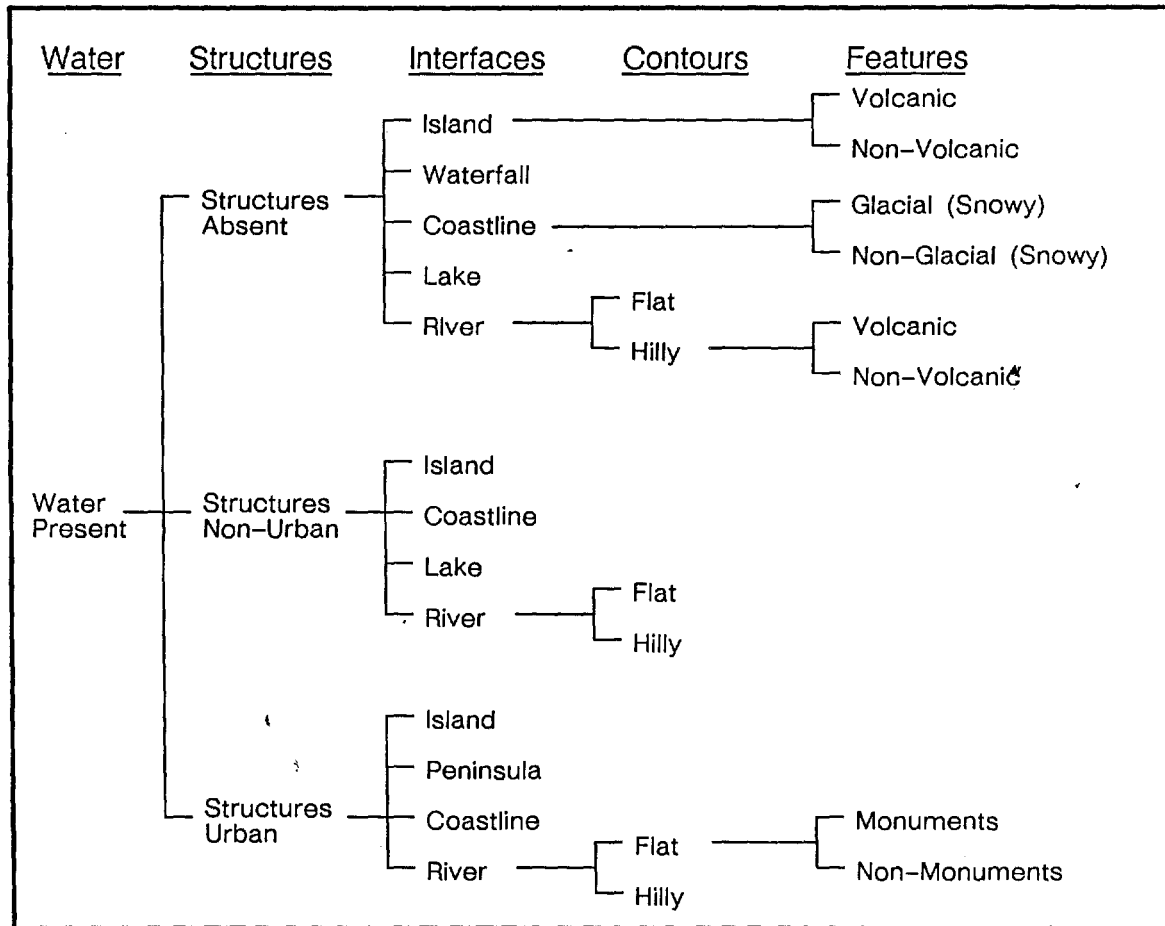 Water Structures Interfaces Contours Features
Volcanic
Island
Non-Volcanic
Waterfall
Structures
Absent
Glacial (Snowy)
Coastline
Non-Glacial (Snowy)
Lake
Flat
River
Volcanic
Hilly
Non-Volcanic
Island
Water
Present
Structures
Non-Urban
Coastline
Lake
Flat
River
Hilly
Island
Peninsula
Structures
Urban
Coastline
Monuments
Flat
River
Non-Monuments
Hilly